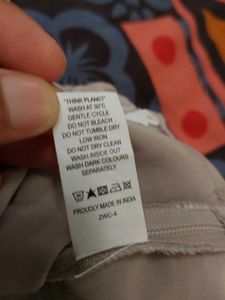 "THINK PLANET"
WASH AT 30°C
GENTLE CYCLE
DO NOT BLEACH
DO NOT TUMBLE DRY
LOW IRON
DO NOT DRY CLEAN
WASH INSIDE OUT
WASH DARK COLOURS
SEPARATELY
PROUDLY MADE IN INDIA
ZWC-4